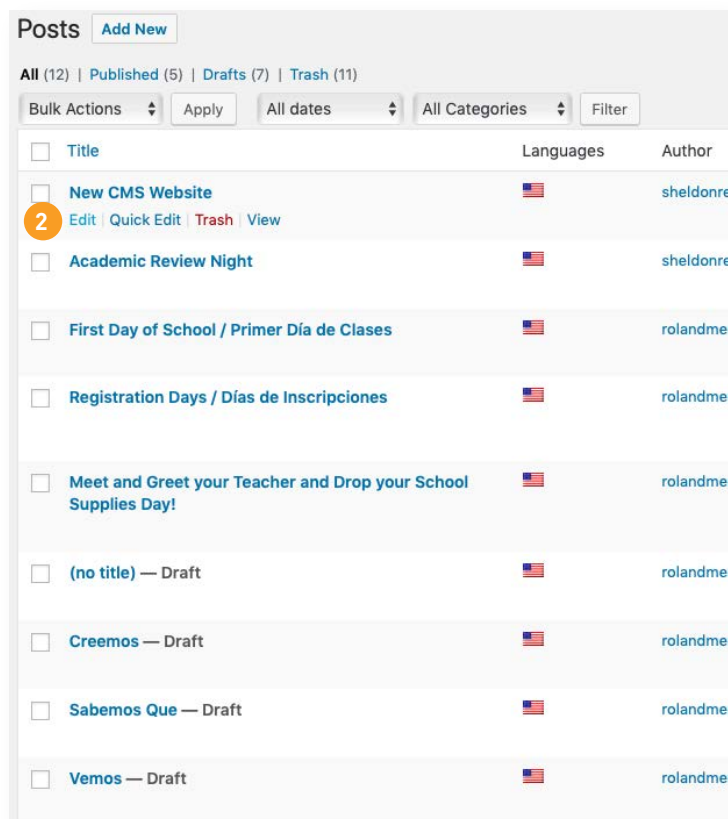 Posts Add New
All (12) | Published (5) | Drafts (7) | Trash (11)
Bulk Actions Apply All dates All Categories Filter
Title Languages Author
New CMS Website sheldonre
2 Edit | Quick Edit | Trash | View
Academic Review Night sheldonre
First Day of School / Primer Día de Clases rolandme
Registration Days / Días de Inscripciones rolandme
Meet and Greet your Teacher and Drop your School rolandme
Supplies Day!
(no title) — Draft rolandme
Creemos — Draft rolandme
Sabemos Que — Draft rolandme
Vemos — Draft rolandme